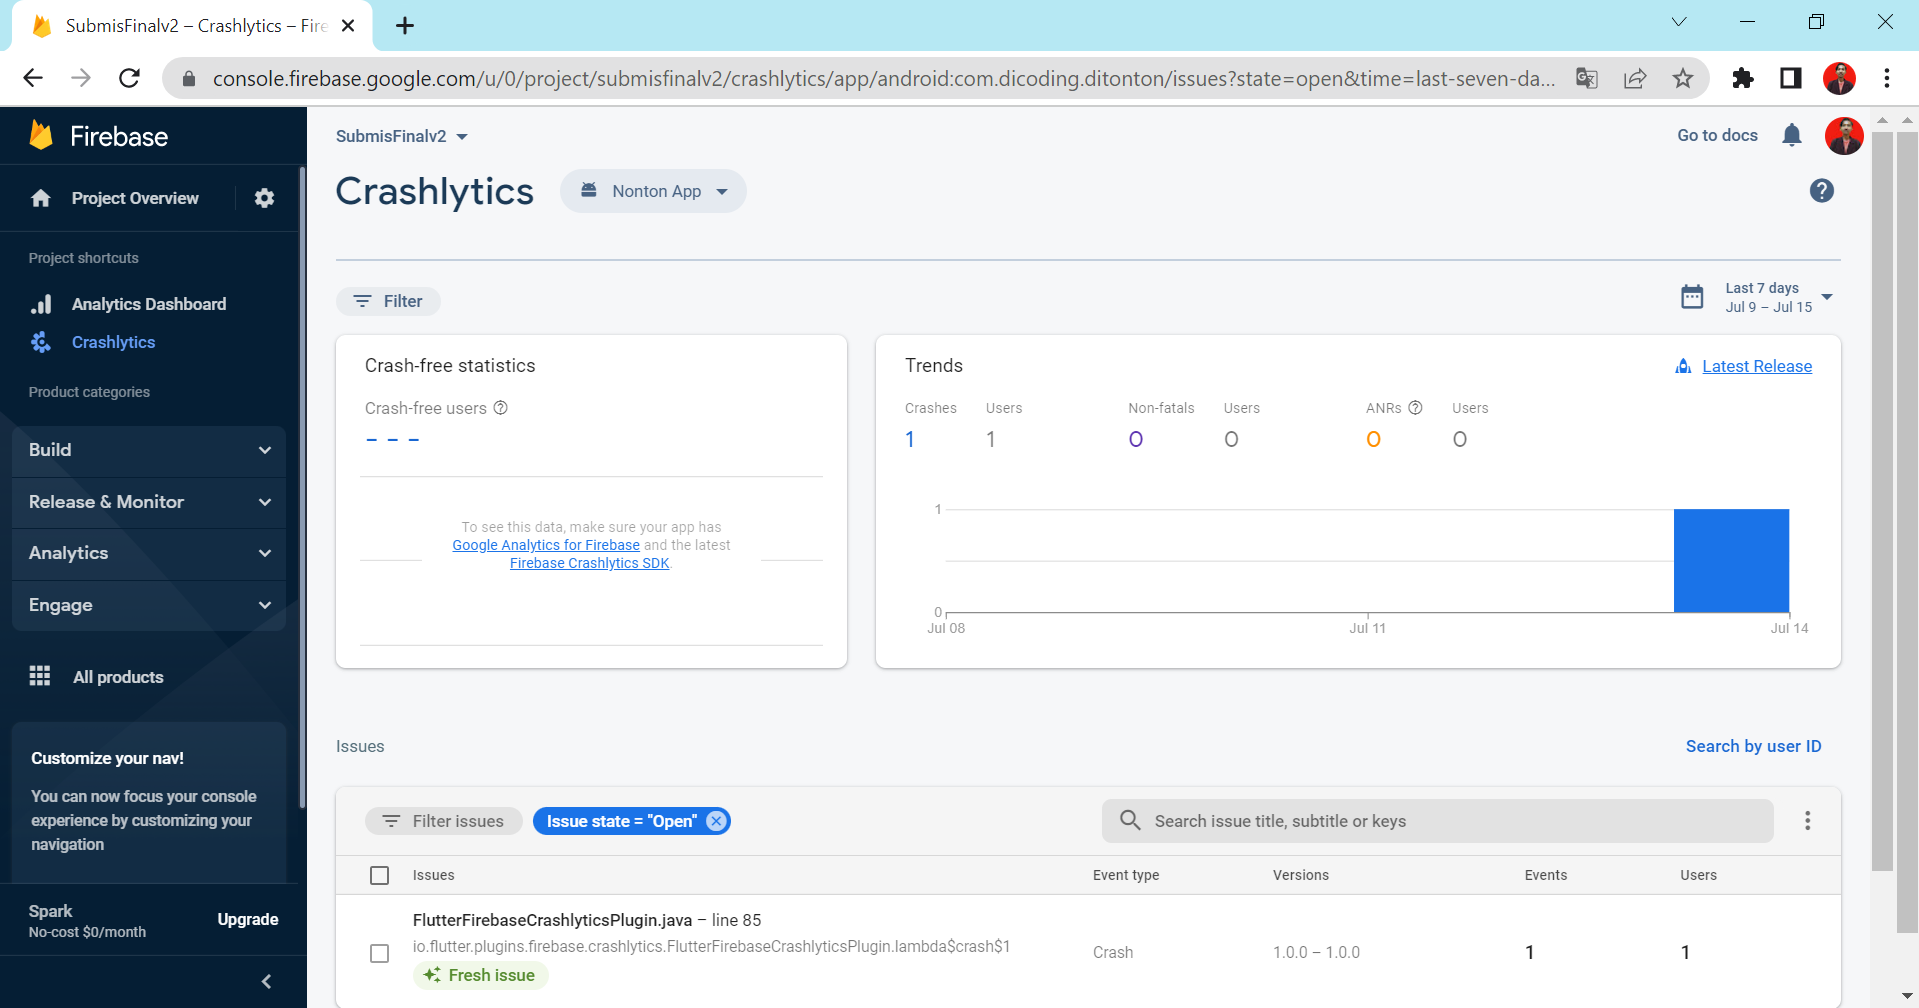 SubmisFinalv2 – Crashlytics – Fire
console.firebase.google.com/u/0/project/submisfinalv2/crashlytics/app/android:com.dicoding.ditonton/issues?state=open&time=last-seven-da...
Firebase
Project Overview
Project shortcuts
Analytics Dashboard
Crashlytics
Product categories
Build
Release & Monitor
Analytics
Engage
All products
Customize your nav!
You can now focus your console
experience by customizing your
navigation
Spark
No-cost $0/month
Upgrade
SubmisFinalv2
Go to docs
Crashlytics
Nonton App
Filter
Last 7 days
Jul 9 – Jul 15
Crash-free statistics
Crash-free users
– – –
To see this data, make sure your app has
Google Analytics for Firebase and the latest
Firebase Crashlytics SDK.
Trends
Latest Release
Crashes Users Non-fatals Users ANRs Users
1 1 0 0 0 0
1
0
Jul 08 Jul 11 Jul 14
Issues
Search by user ID
Filter issues
Issue state = "Open"
Search issue title, subtitle or keys
Issues Event type Versions Events Users
FlutterFirebaseCrashlyticsPlugin.java – line 85
io.flutter.plugins.firebase.crashlytics.FlutterFirebaseCrashlyticsPlugin.lambda$crash$1
Fresh issue
Crash 1.0.0 – 1.0.0 1 1